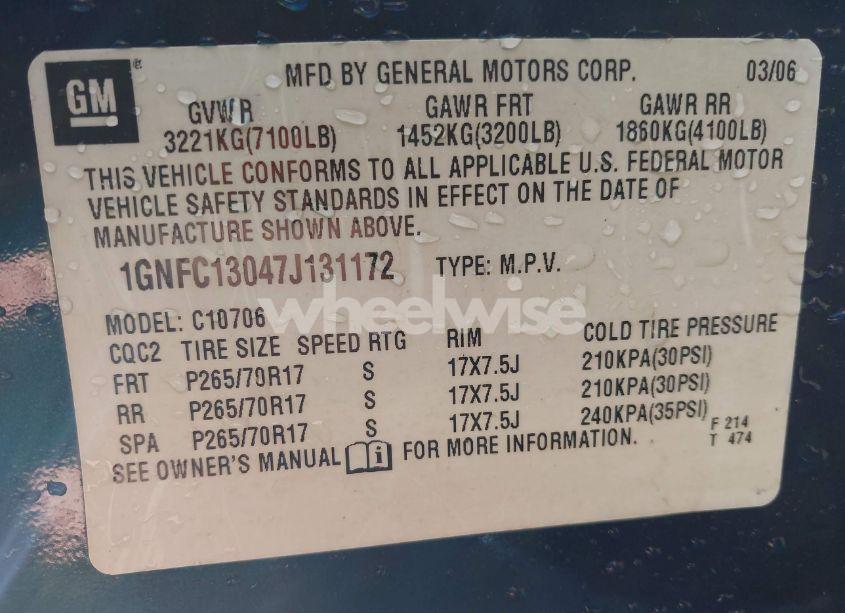 GM
MFD BY GENERAL MOTORS CORP. 03/06
GVWR GAWR FRT GAWR RR
3221KG(7100LB) 1452KG(3200LB) 1860KG(4100LB)
THIS VEHICLE CONFORMS TO ALL APPLICABLE U.S. FEDERAL MOTOR
VEHICLE SAFETY STANDARDS IN EFFECT ON THE DATE OF
MANUFACTURE SHOWN ABOVE.
1GNFC13047J131172 TYPE: M.P.V.
wheelwise
MODEL: C10706
CQC2 TIRE SIZE SPEED RTG RIM COLD TIRE PRESSURE
FRT P265/70R17 S 17X7.5J 210KPA(30PSI)
RR P265/70R17 S 17X7.5J 210KPA(30PSI)
SPA P265/70R17 S 17X7.5J 240KPA(35PSI)
SEE OWNER'S MANUAL i FOR MORE INFORMATION.
F 214
T 474